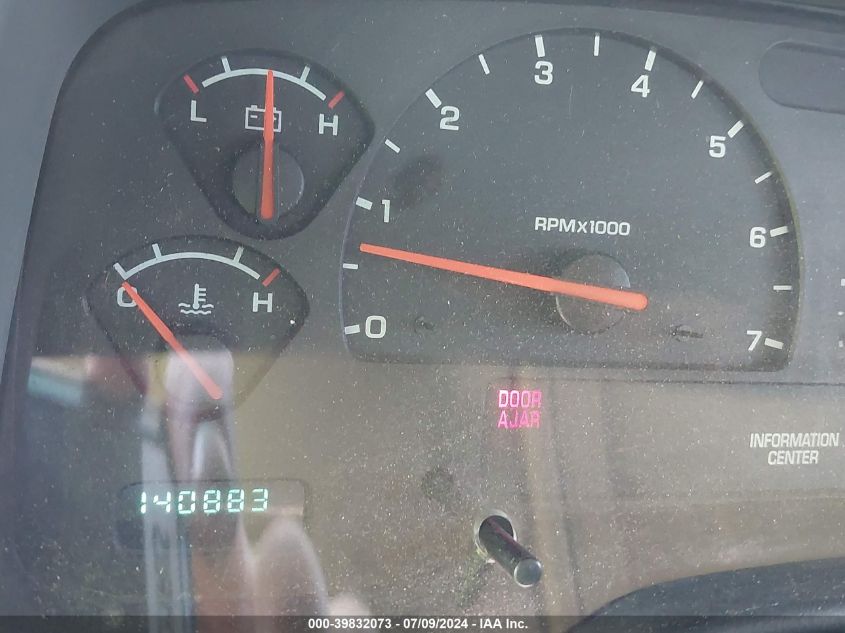 L
H
C
H
140883
0
1
2
3
4
5
6
7
RPMX1000
DOOR
AJAR
INFORMATION
CENTER
000-39832073 - 07/09/2024 - IAA Inc.